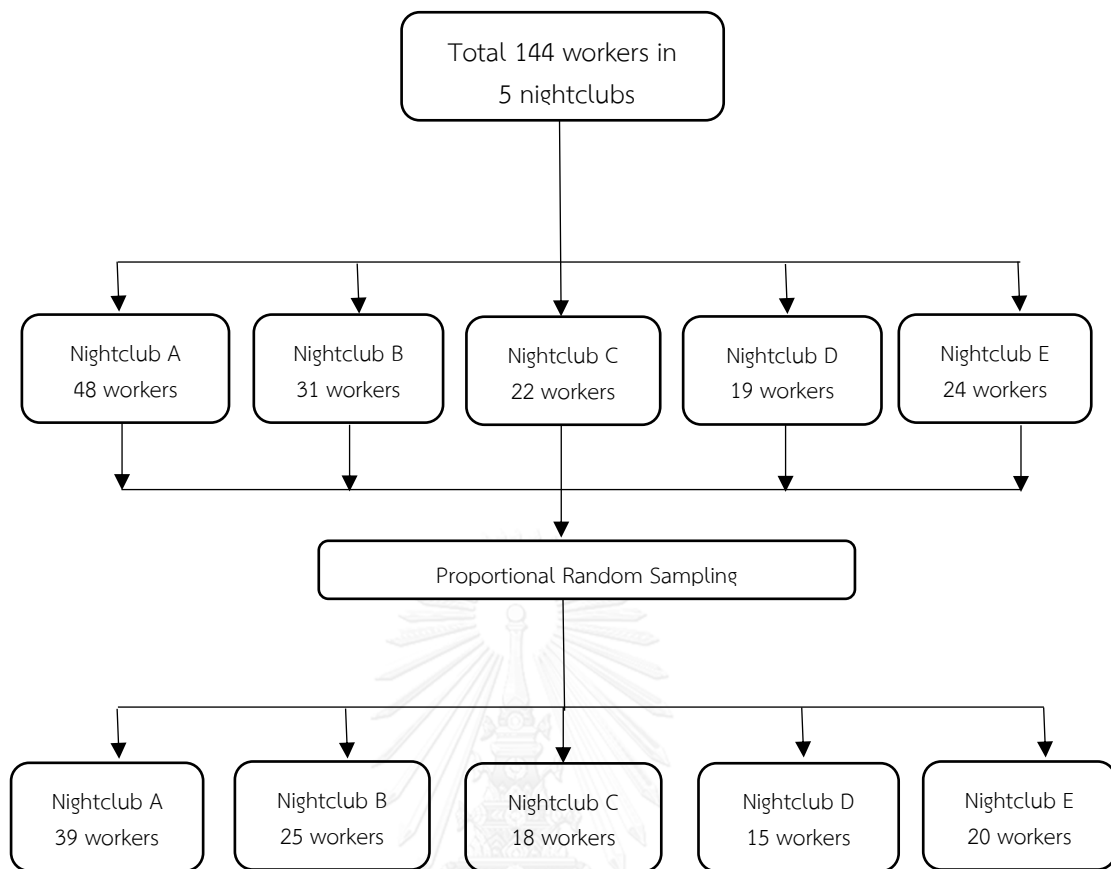 Total 144 workers in
5 nightclubs
Nightclub A
48 workers
Nightclub B
31 workers
Nightclub C
22 workers
Nightclub D
19 workers
Nightclub E
24 workers
Proportional Random Sampling
Nightclub A
39 workers
Nightclub B
25 workers
Nightclub C
18 workers
Nightclub D
15 workers
Nightclub E
20 workers